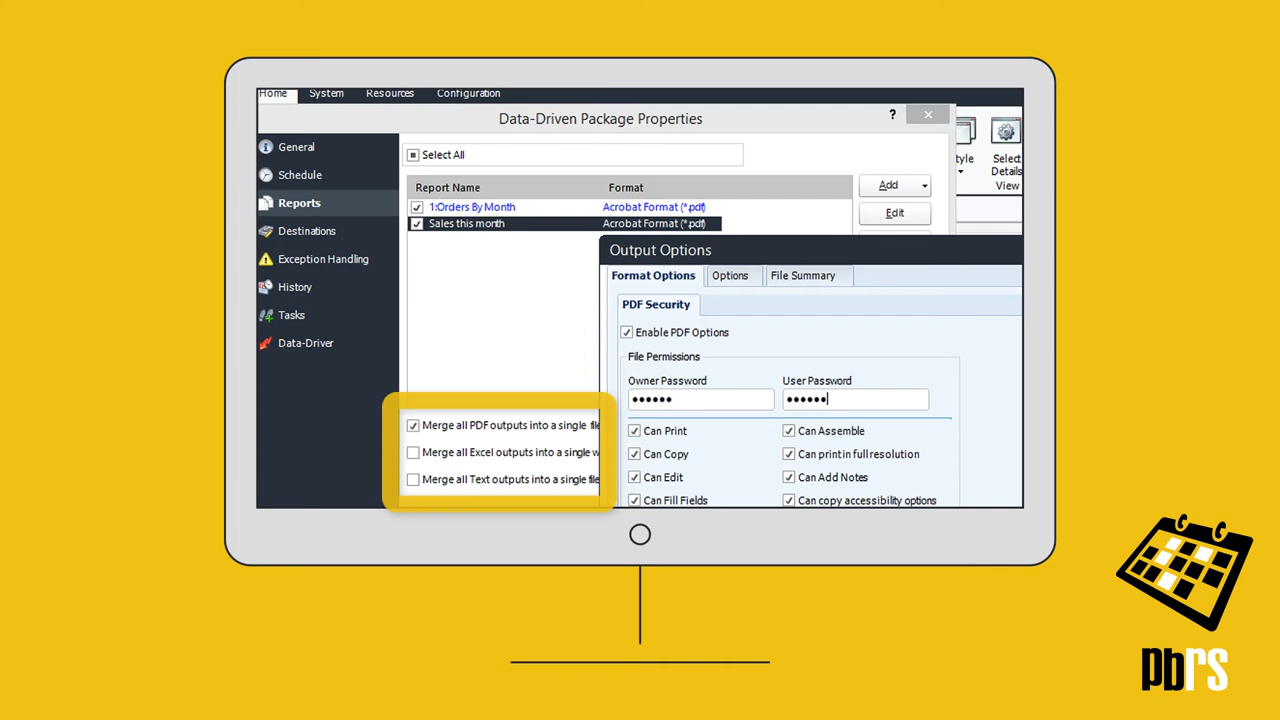 Home System Resources Configuration
Data-Driven Package Properties ? ×
General
Schedule
Reports
Destinations
Exception Handling
History
Tasks
Data-Driver
Select All
Report Name Format
1:Orders By Month Acrobat Format (*.pdf)
Sales this month Acrobat Format (*.pdf)
Add
Edit
Select
Details
View
Merge all PDF outputs into a single file
Merge all Excel outputs into a single w
Merge all Text outputs into a single file
Output Options
Format Options Options File Summary
PDF Security
Enable PDF Options
File Permissions
Owner Password User Password
•••••• ••••••
Can Print Can Assemble
Can Copy Can print in full resolution
Can Edit Can Add Notes
Can Fill Fields Can copy accessibility options
pbrs